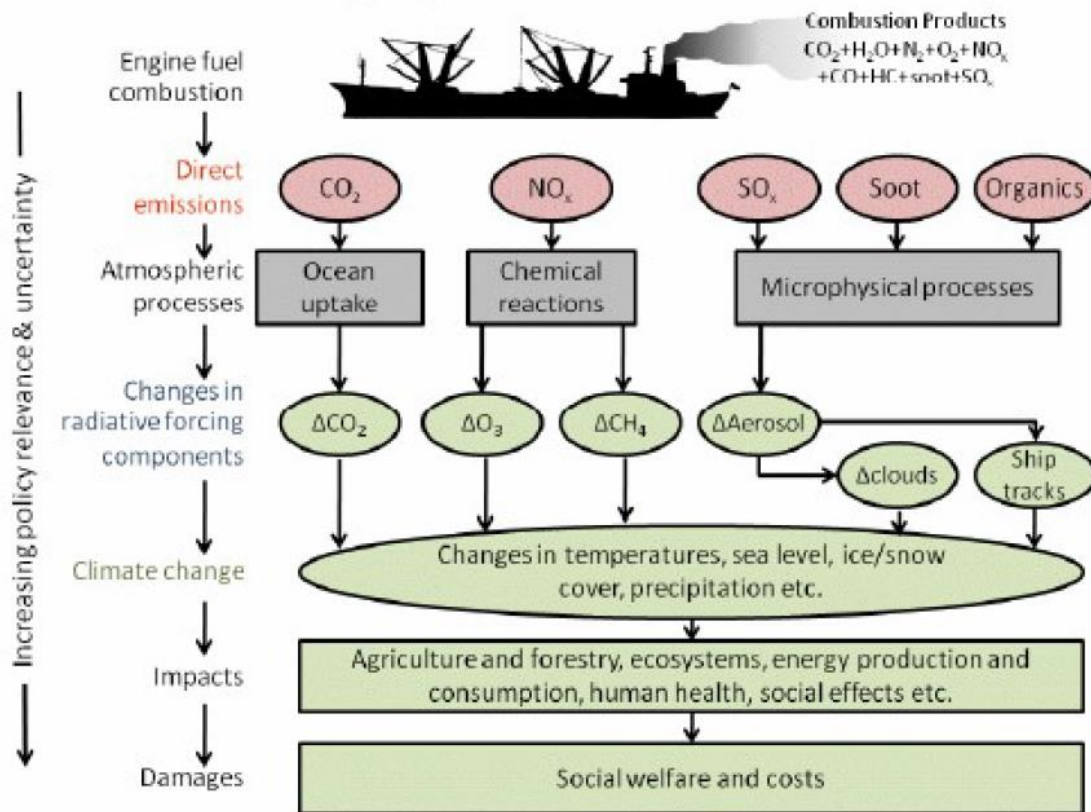 Combustion Products
CO₂+H₂O+N₂+O₂+NOₓ
+CO+HC+soot+SOₓ
Engine fuel
combustion
Direct
emissions
CO₂
NOₓ
SOₓ
Soot
Organics
Atmospheric
processes
Ocean
uptake
Chemical
reactions
Microphysical processes
Changes in
radiative forcing
components
ΔCO₂
ΔO₃
ΔCH₄
ΔAerosol
Δclouds
Ship
tracks
Climate change
Changes in temperatures, sea level, ice/snow
cover, precipitation etc.
Impacts
Agriculture and forestry, ecosystems, energy production and
consumption, human health, social effects etc.
Damages
Social welfare and costs
Increasing policy relevance & uncertainty